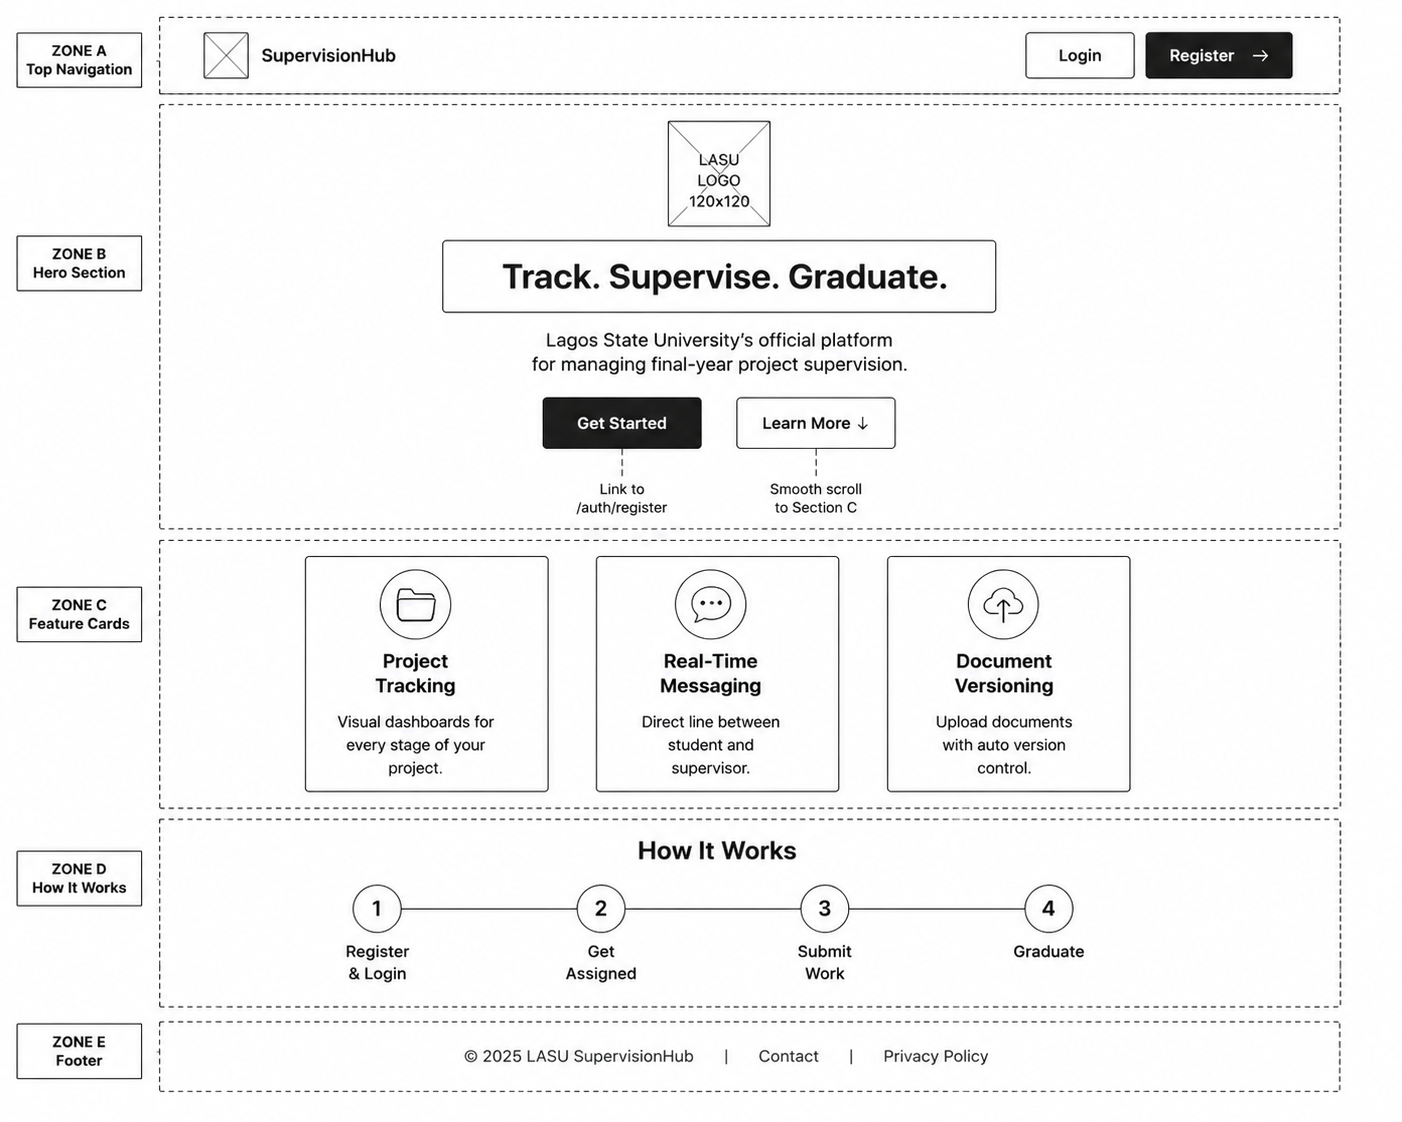 ZONE A
Top Navigation
SupervisionHub
Login
Register →
ZONE B
Hero Section
LASU
LOGO
120x120
Track. Supervise. Graduate.
Lagos State University’s official platform
for managing final-year project supervision.
Get Started
Learn More ↓
Link to
/auth/register
Smooth scroll
to Section C
ZONE C
Feature Cards
Project
Tracking
Visual dashboards for
every stage of your
project.
Real-Time
Messaging
Direct line between
student and
supervisor.
Document
Versioning
Upload documents
with auto version
control.
ZONE D
How It Works
How It Works
1
Register
& Login
2
Get
Assigned
3
Submit
Work
4
Graduate
ZONE E
Footer
© 2025 LASU SupervisionHub | Contact | Privacy Policy